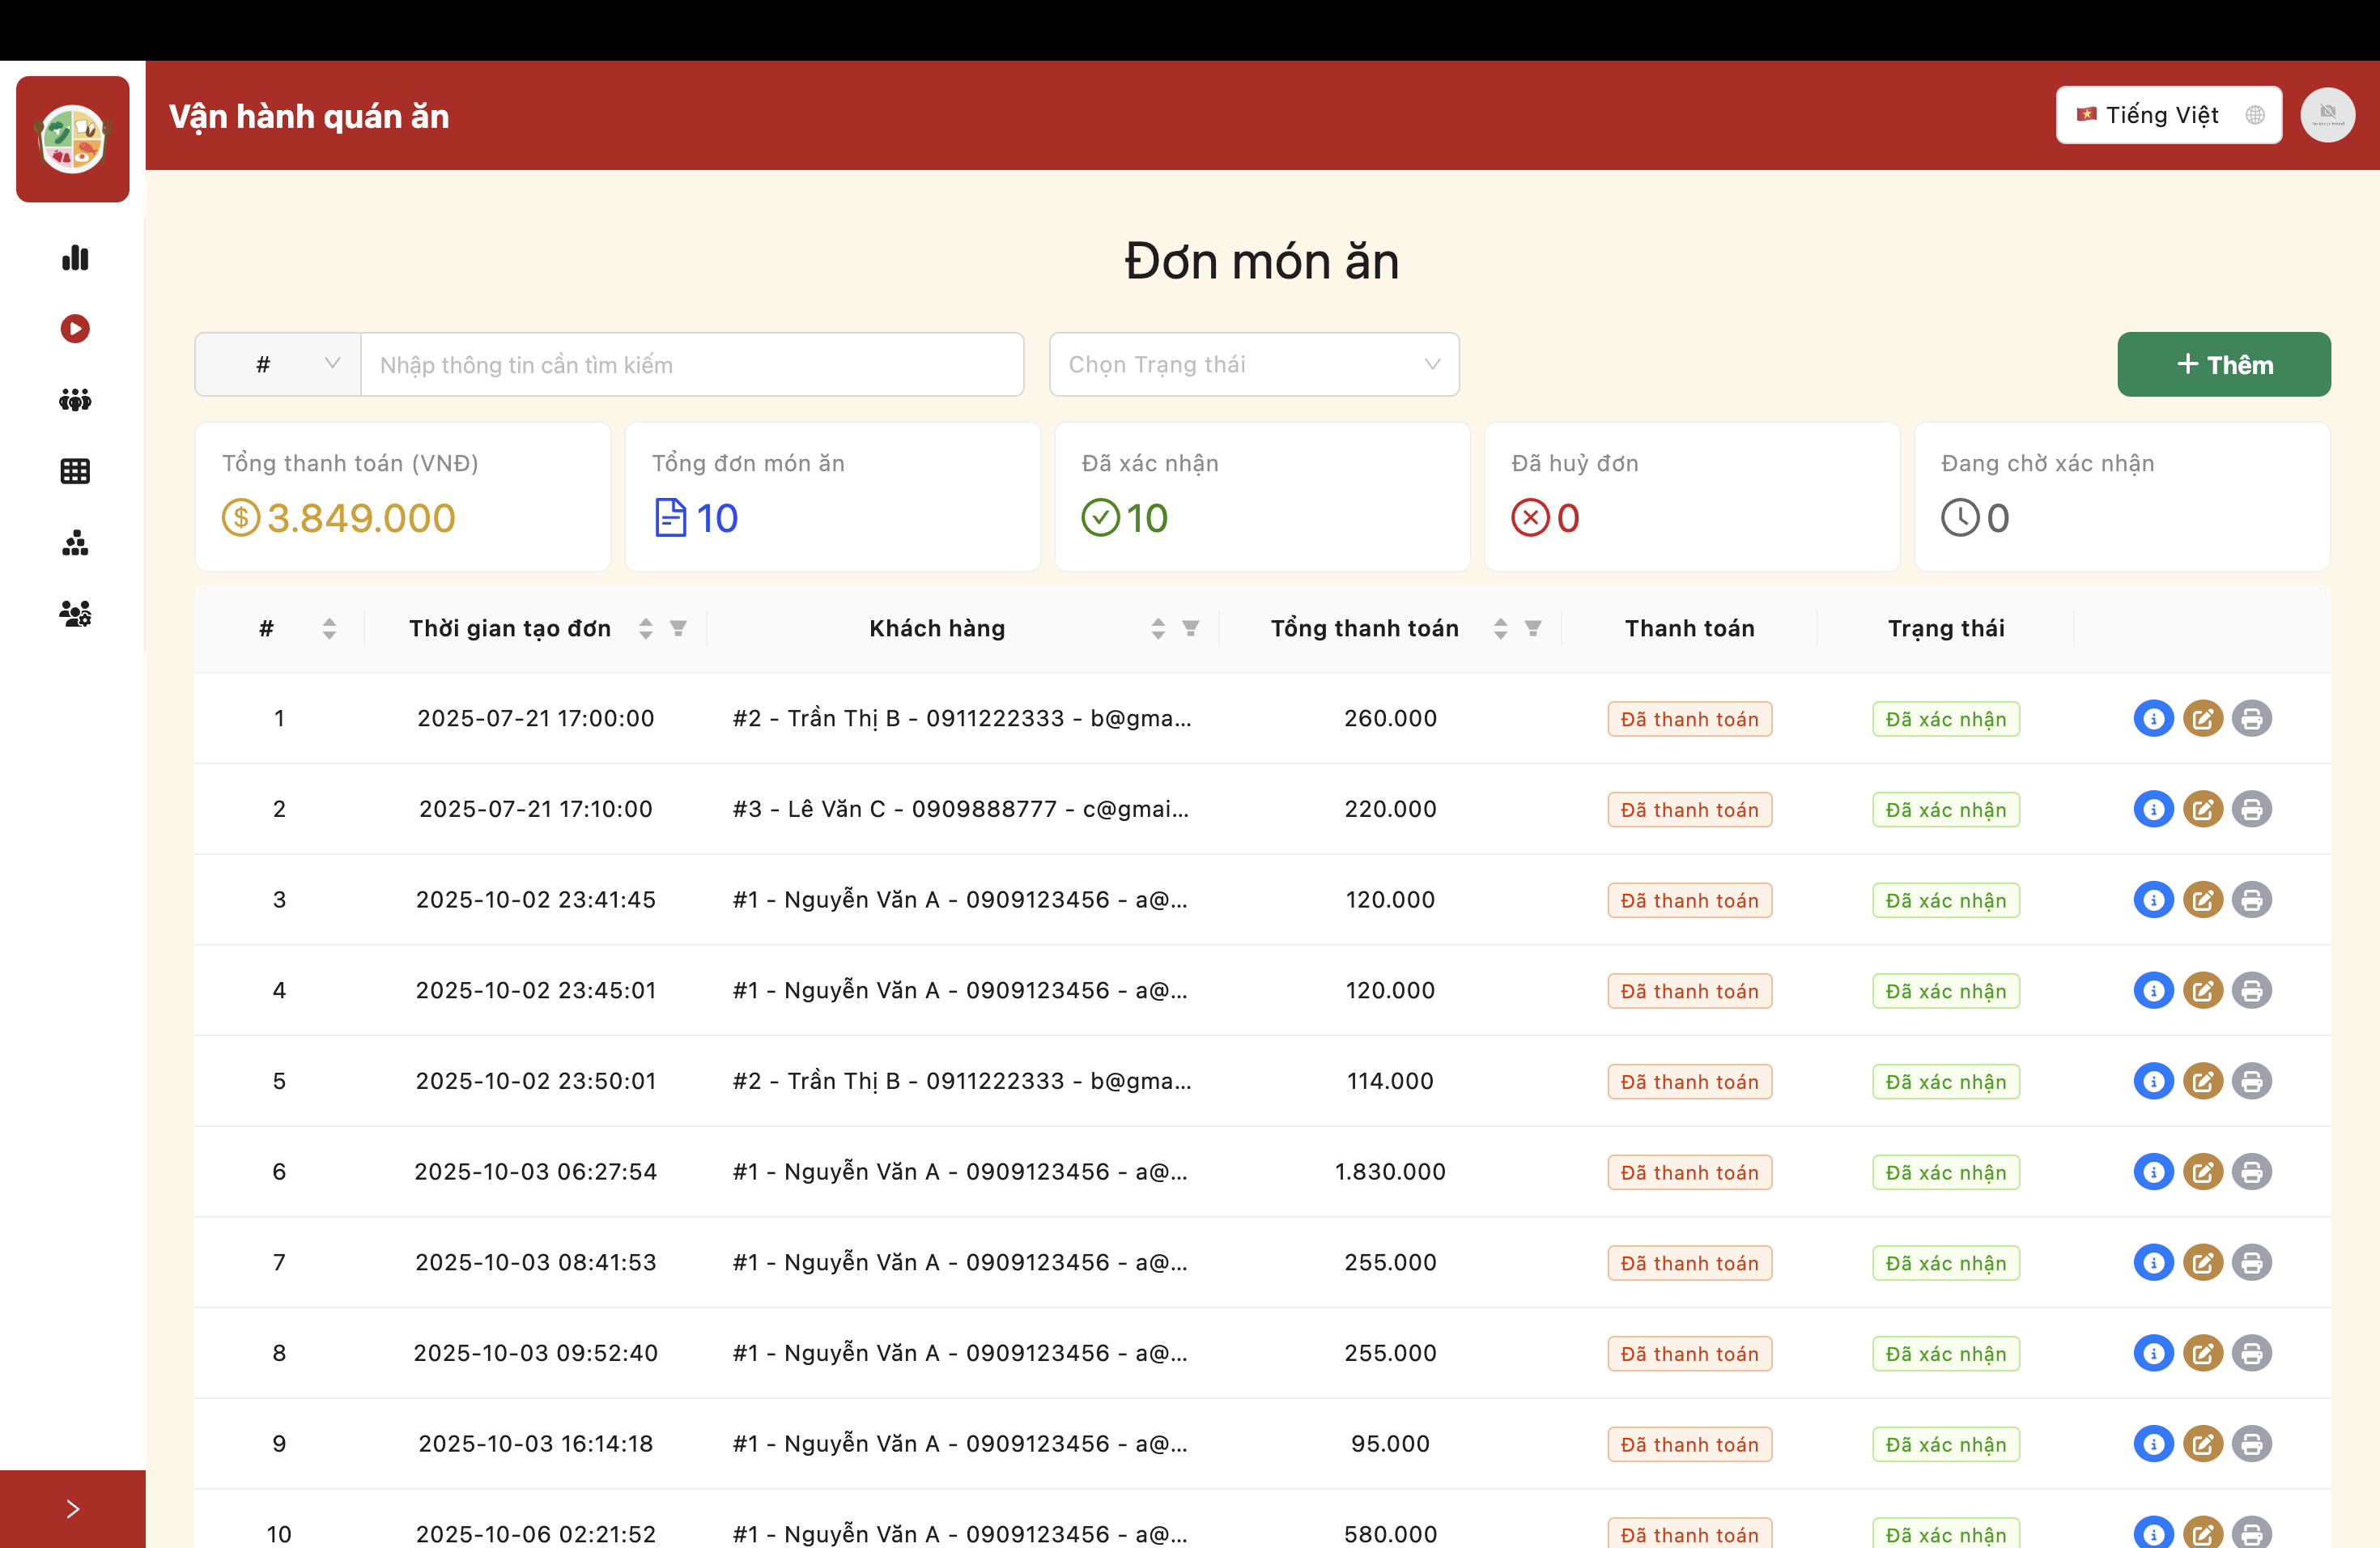 Vận hành quán ăn
Tiếng Việt
Đơn món ăn
# Nhập thông tin cần tìm kiếm Chọn Trạng thái + Thêm
Tổng thanh toán (VNĐ) Tổng đơn món ăn Đã xác nhận Đã huỷ đơn Đang chờ xác nhận
3.849.000 10 10 0 0
# Thời gian tạo đơn Khách hàng Tổng thanh toán Thanh toán Trạng thái
1 2025-07-21 17:00:00 #2 - Trần Thị B - 0911222333 - b@gma... 260.000 Đã thanh toán Đã xác nhận
2 2025-07-21 17:10:00 #3 - Lê Văn C - 0909888777 - c@gmai... 220.000 Đã thanh toán Đã xác nhận
3 2025-10-02 23:41:45 #1 - Nguyễn Văn A - 0909123456 - a@... 120.000 Đã thanh toán Đã xác nhận
4 2025-10-02 23:45:01 #1 - Nguyễn Văn A - 0909123456 - a@... 120.000 Đã thanh toán Đã xác nhận
5 2025-10-02 23:50:01 #2 - Trần Thị B - 0911222333 - b@gma... 114.000 Đã thanh toán Đã xác nhận
6 2025-10-03 06:27:54 #1 - Nguyễn Văn A - 0909123456 - a@... 1.830.000 Đã thanh toán Đã xác nhận
7 2025-10-03 08:41:53 #1 - Nguyễn Văn A - 0909123456 - a@... 255.000 Đã thanh toán Đã xác nhận
8 2025-10-03 09:52:40 #1 - Nguyễn Văn A - 0909123456 - a@... 255.000 Đã thanh toán Đã xác nhận
9 2025-10-03 16:14:18 #1 - Nguyễn Văn A - 0909123456 - a@... 95.000 Đã thanh toán Đã xác nhận
10 2025-10-06 02:21:52 #1 - Nguyễn Văn A - 0909123456 - a@... 580.000 Đã thanh toán Đã xác nhận